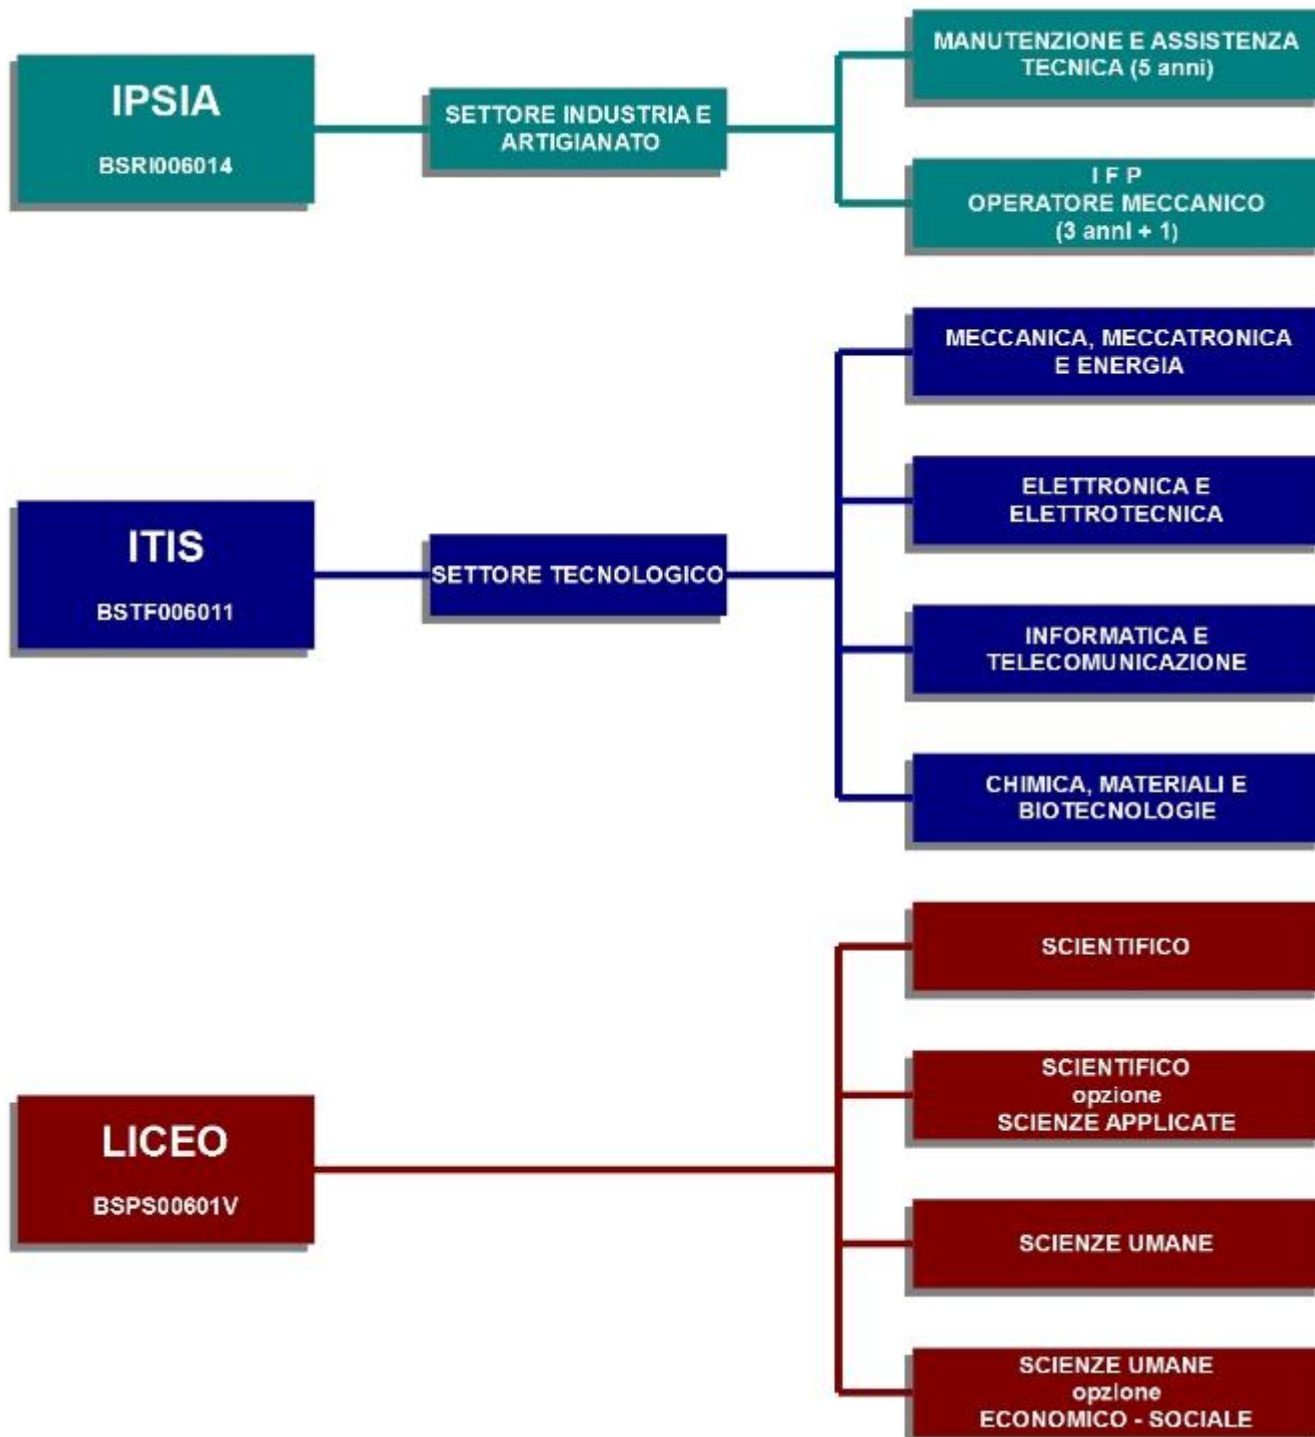 IPSIA
BSRI006014
SETTORE INDUSTRIA E
ARTIGIANATO
MANUTENZIONE E ASSISTENZA
TECNICA (5 anni)
I F P
OPERATORE MECCANICO
(3 anni + 1)
ITIS
BSTF006011
SETTORE TECNOLOGICO
MECCANICA, MECCATRONICA
E ENERGIA
ELETTRONICA E
ELETTROTECNICA
INFORMATICA E
TELECOMUNICAZIONE
CHIMICA, MATERIALI E
BIOTECNOLOGIE
LICEO
BSPS00601V
SCIENTIFICO
SCIENTIFICO
opzione
SCIENZE APPLICATE
SCIENZE UMANE
SCIENZE UMANE
opzione
ECONOMICO - SOCIALE